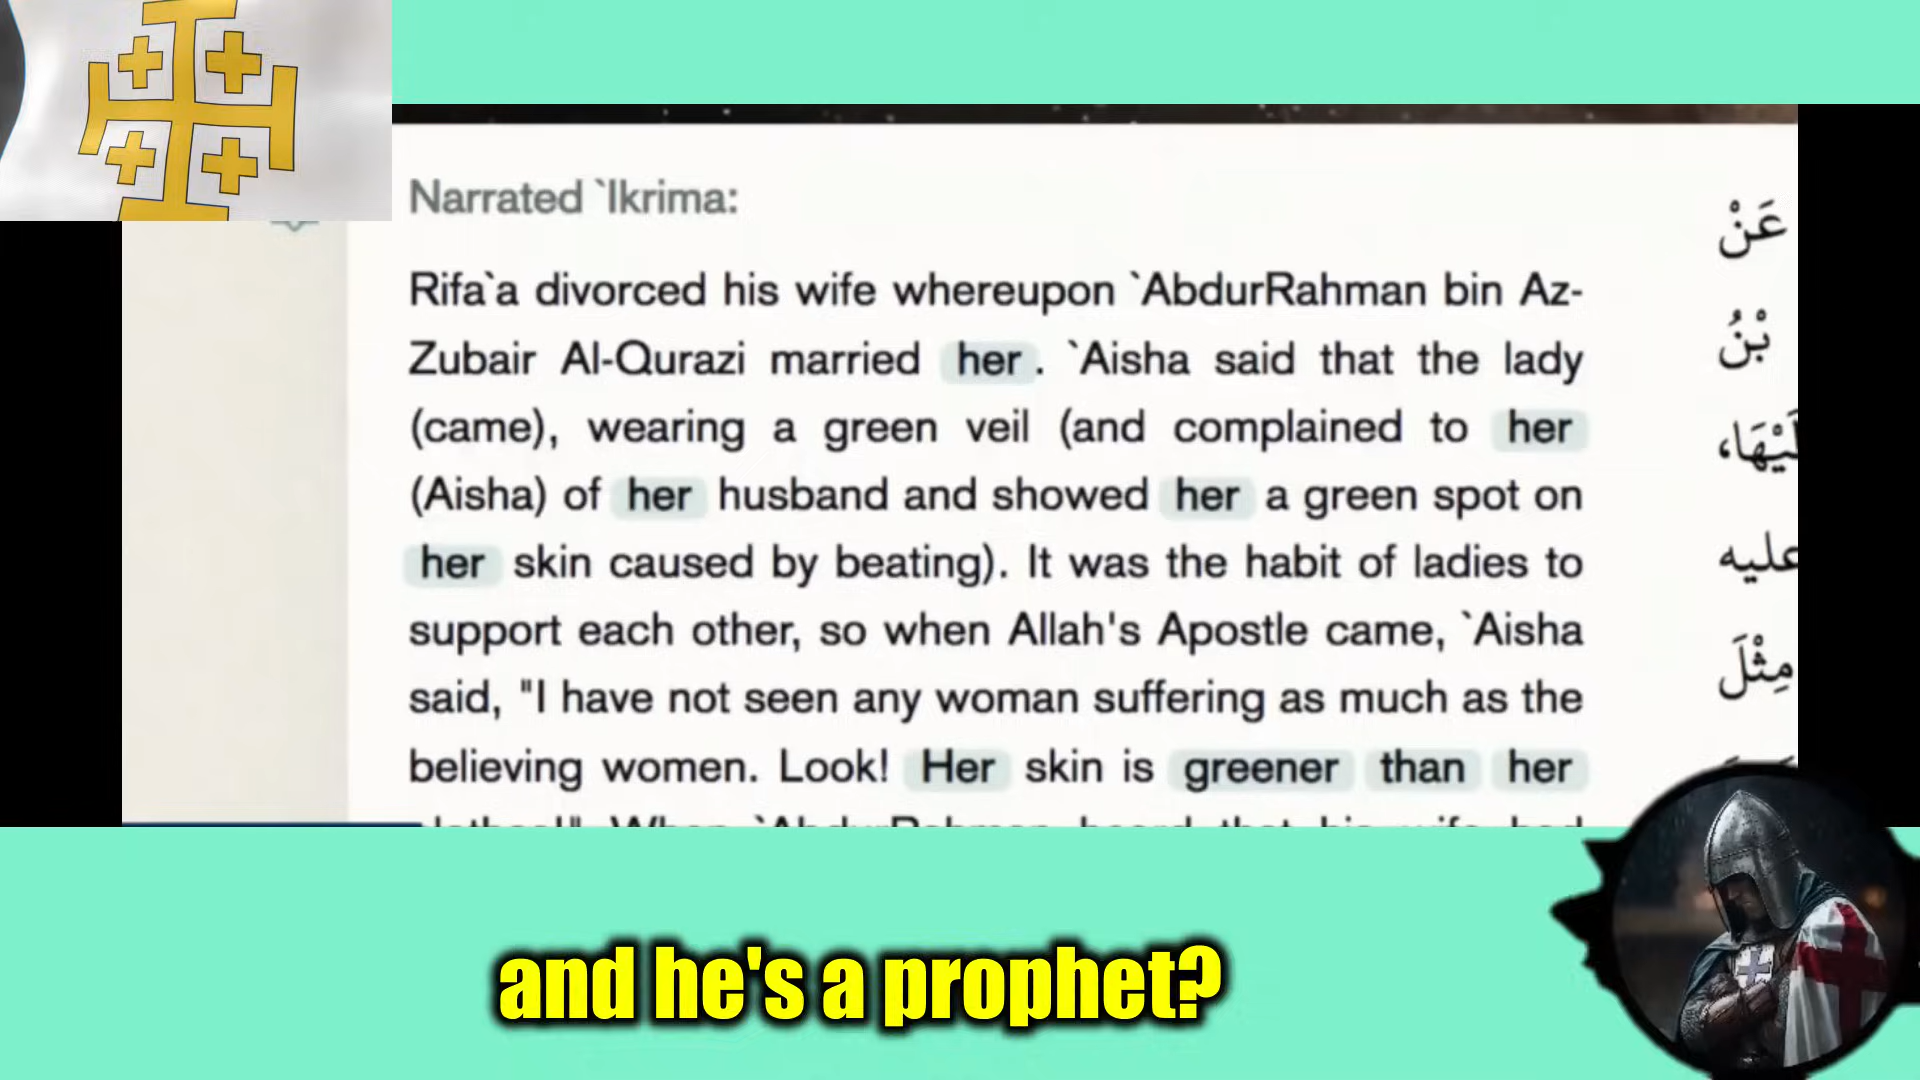 Narrated `Ikrima:
Rifa`a divorced his wife whereupon `AbdurRahman bin Az-
Zubair Al-Qurazi married her. `Aisha said that the lady
(came), wearing a green veil (and complained to her
(Aisha) of her husband and showed her a green spot on
her skin caused by beating). It was the habit of ladies to
support each other, so when Allah's Apostle came, `Aisha
said, "I have not seen any woman suffering as much as the
believing women. Look! Her skin is greener than her
عَنْ
بْنُ
عليه
مِثْلَ
and he's a prophet?